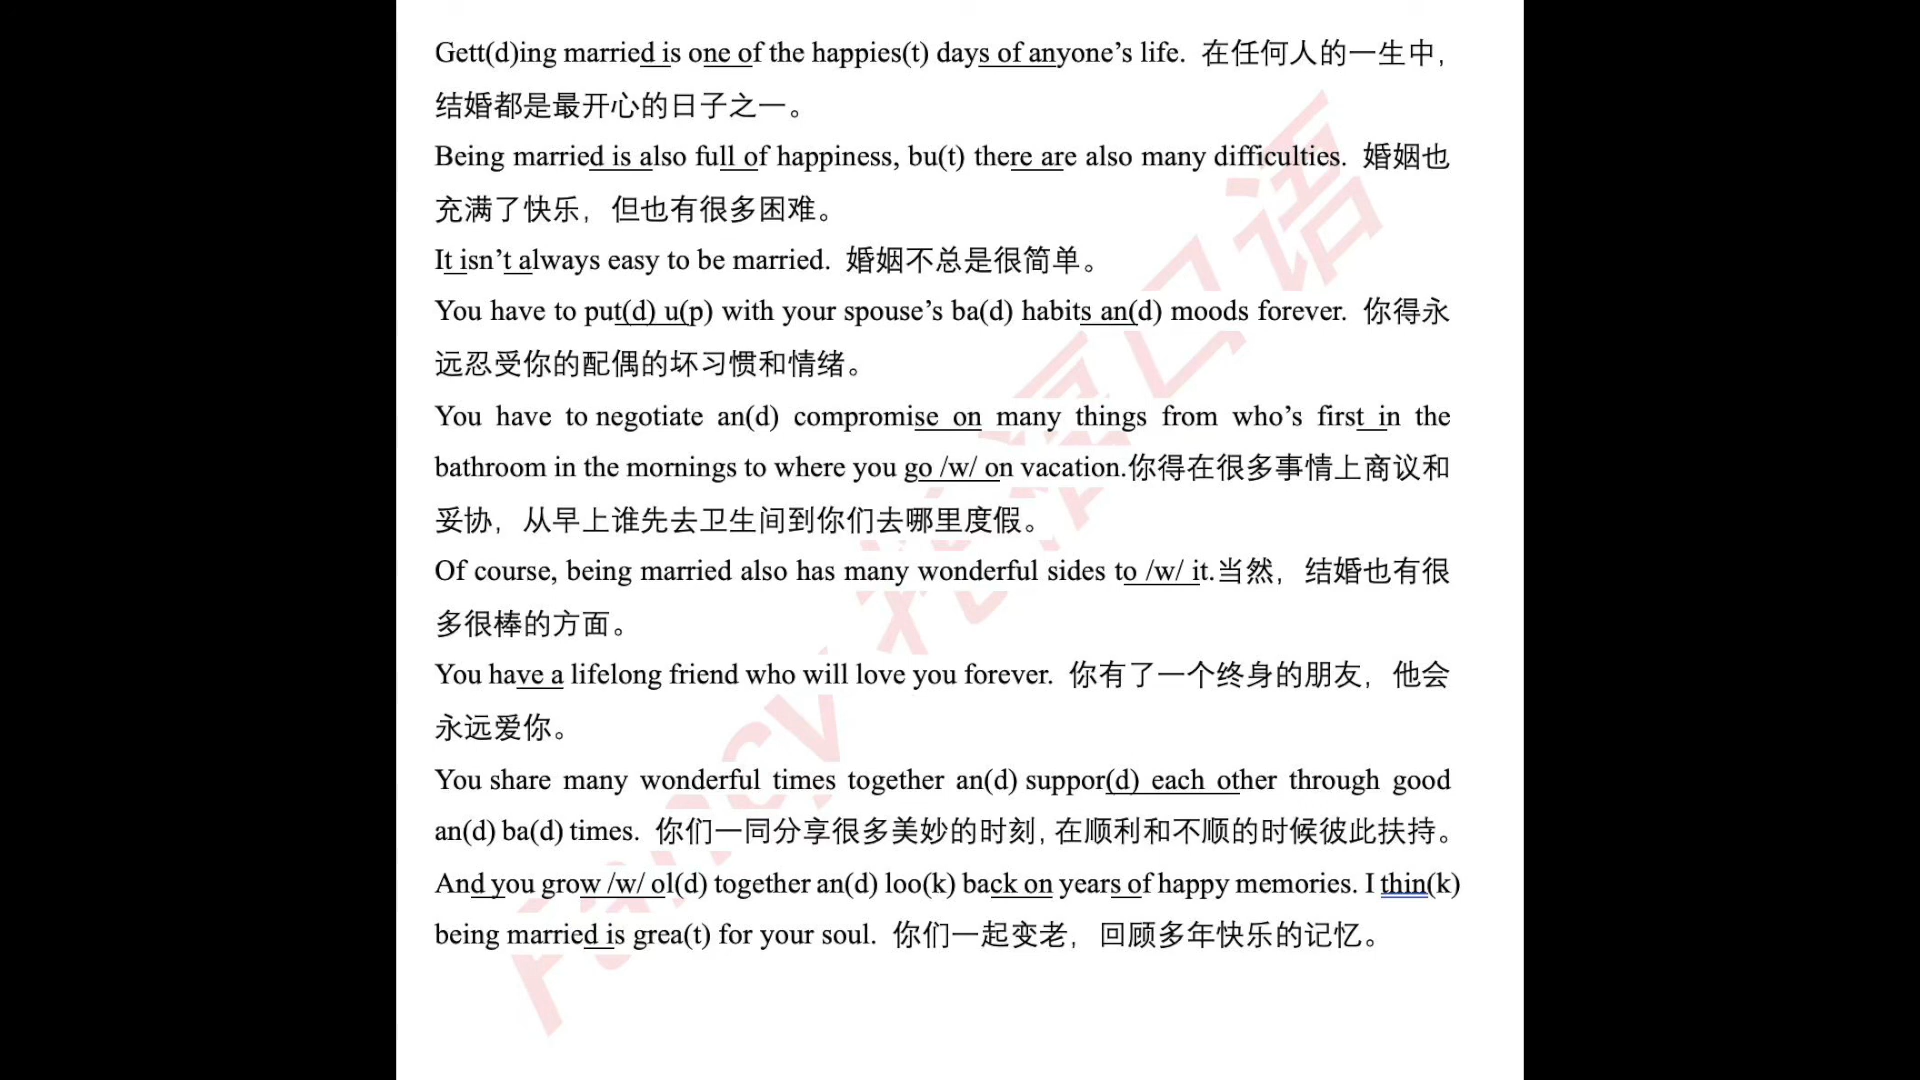 Gett(d)ing married is one of the happies(t) days of anyone’s life. 在任何人的一生中，
结婚都是最开心的日子之一。
Being married is also full of happiness, bu(t) there are also many difficulties. 婚姻也
充满了快乐，但也有很多困难。
It isn’t always easy to be married. 婚姻不总是很简单。
You have to put(d) u(p) with your spouse’s ba(d) habits an(d) moods forever. 你得永
远忍受你的配偶的坏习惯和情绪。
You have to negotiate an(d) compromise on many things from who’s first in the
bathroom in the mornings to where you go /w/ on vacation.你得在很多事情上商议和
妥协，从早上谁先去卫生间到你们去哪里度假。
Of course, being married also has many wonderful sides to /w/ it.当然，结婚也有很
多很棒的方面。
You have a lifelong friend who will love you forever. 你有了一个终身的朋友，他会
永远爱你。
You share many wonderful times together an(d) suppor(d) each other through good
an(d) ba(d) times. 你们一同分享很多美妙的时刻，在顺利和不顺的时候彼此扶持。
And you grow /w/ ol(d) together an(d) loo(k) back on years of happy memories. I thin(k)
being married is grea(t) for your soul. 你们一起变老，回顾多年快乐的记忆。